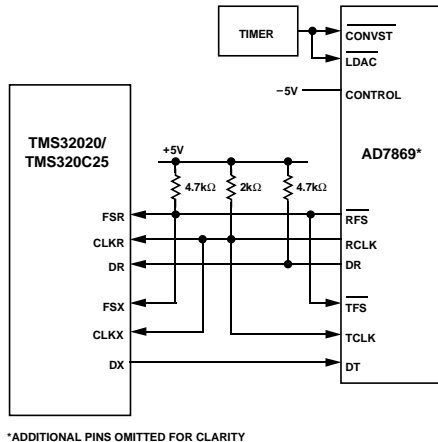 TIMER
CONVST
LDAC
−5V
CONTROL
TMS32020/
TMS320C25
+5V
AD7869*
4.7kΩ
2kΩ
4.7kΩ
FSR
RFS
CLKR
RCLK
DR
DR
FSX
TFS
CLKX
TCLK
DX
DT
*ADDITIONAL PINS OMITTED FOR CLARITY